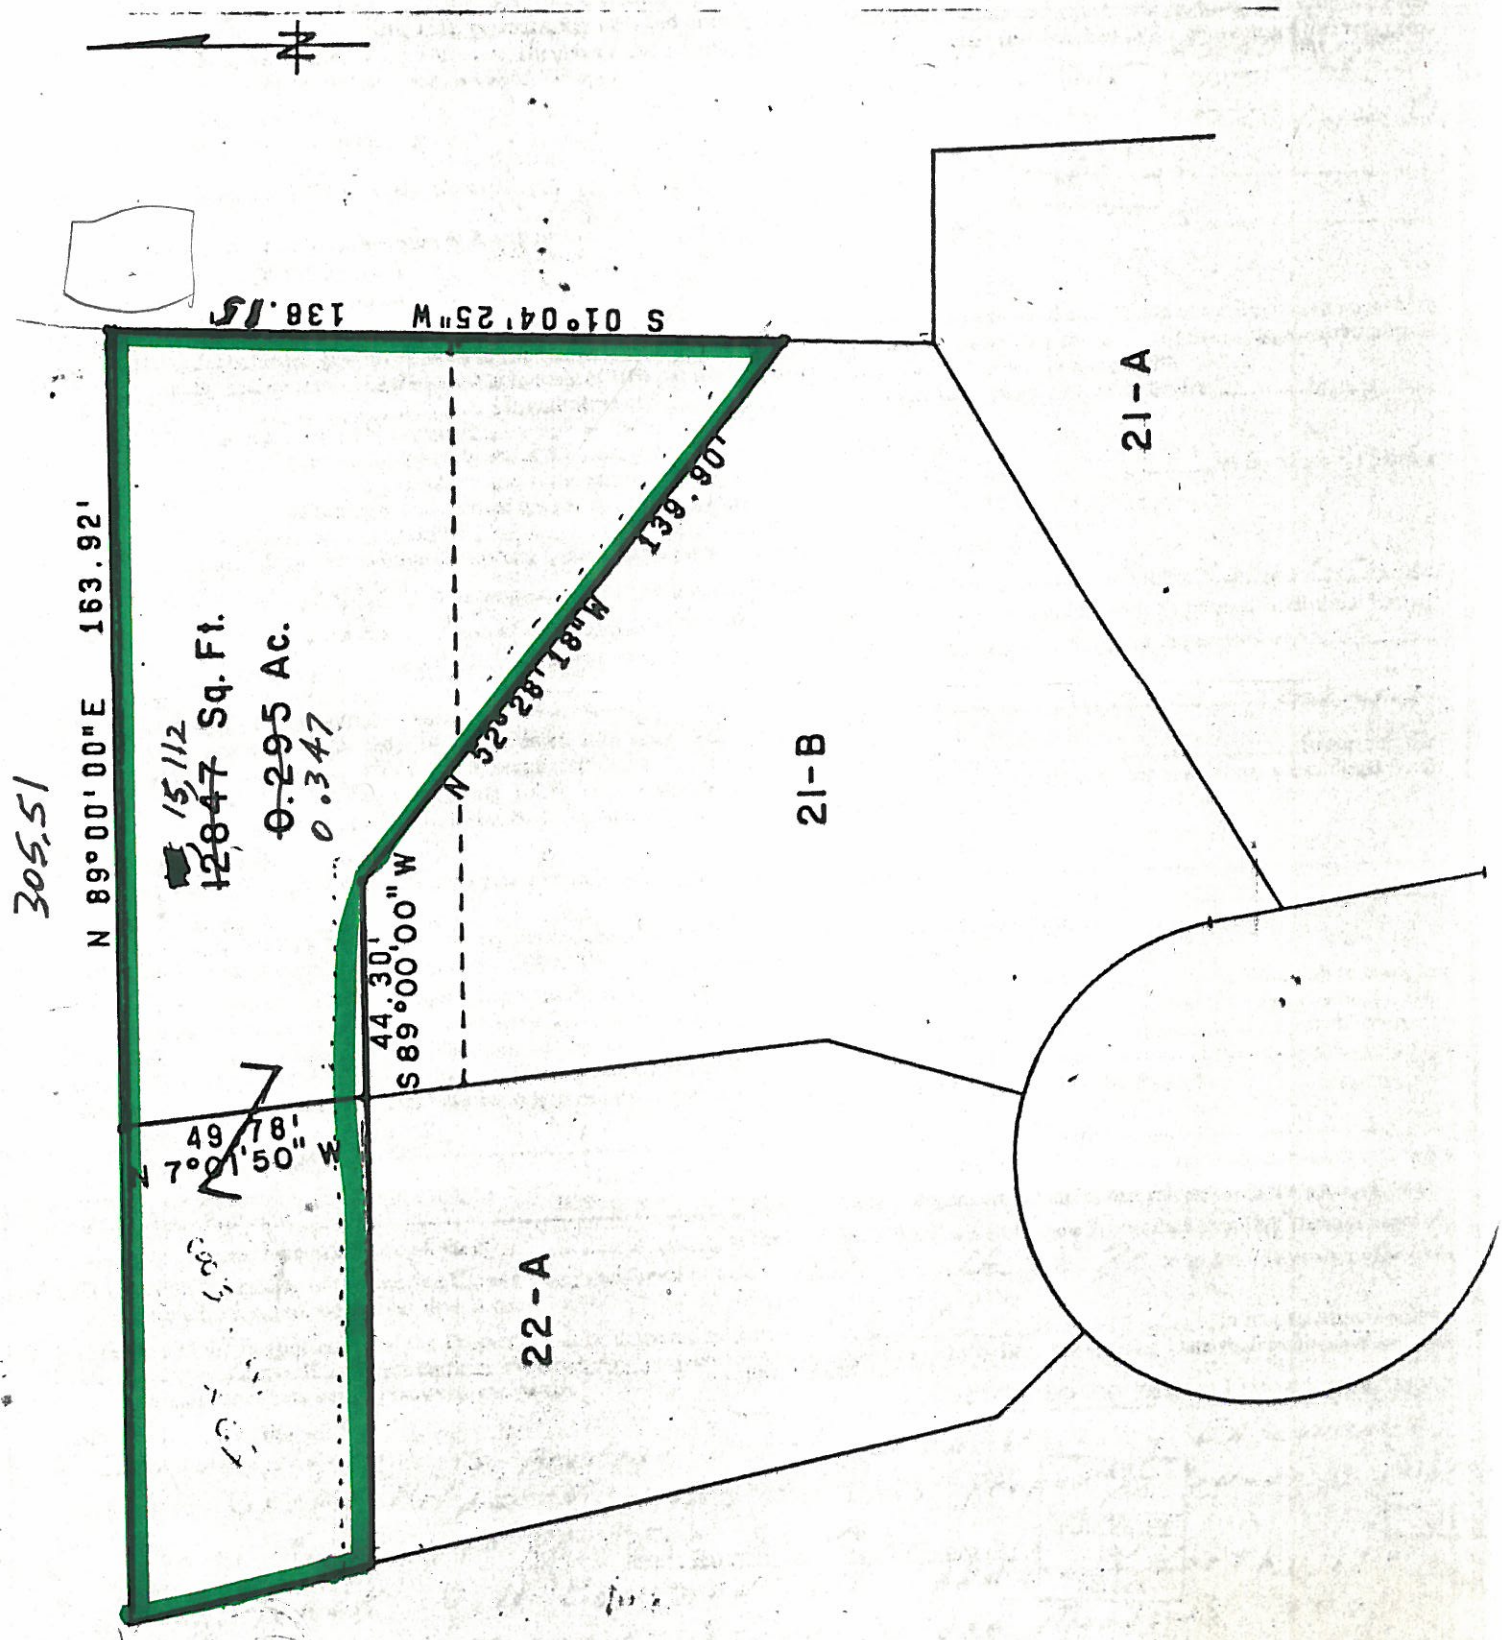 N
305.51
N 89°00'00"E 163.92'
S 01°04'25"W 138.15'
15,112
12,847 Sq. Ft.
0.295 Ac.
0.347
N 52°28'18"W 139.90'
44.30'
S 89°00'00" W
49.78'
N 7°01'50" W
21-A
21-B
22-A